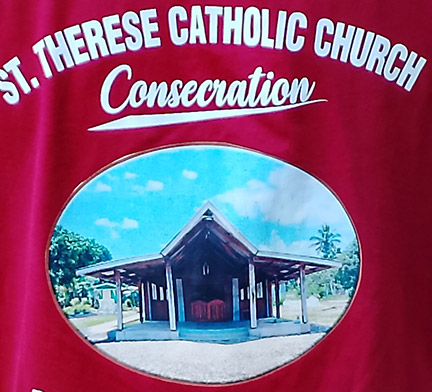 ST. THERESE CATHOLIC CHURCH
Consecration